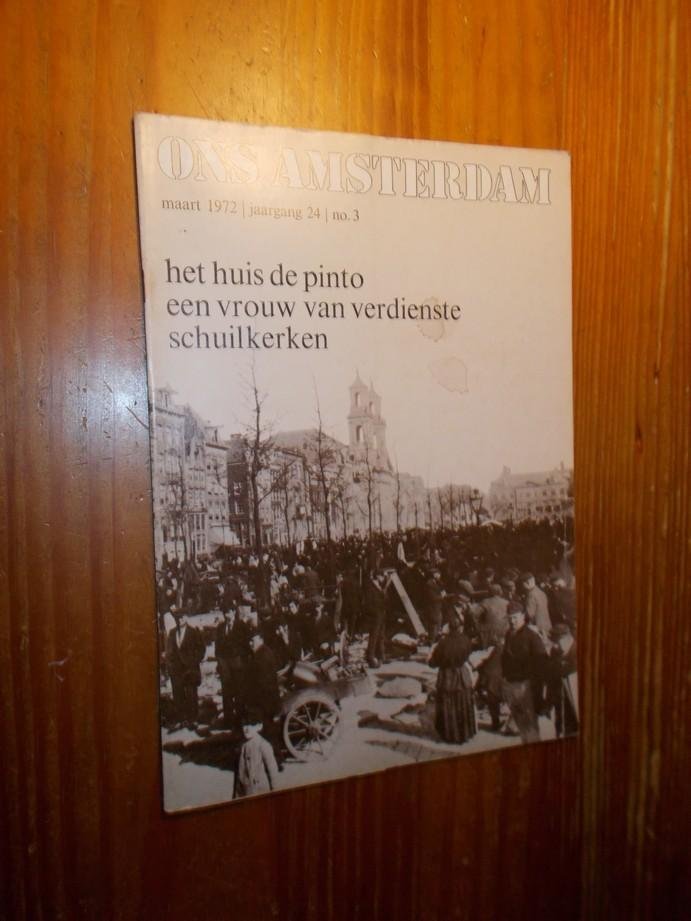 ONS AMSTERDAM
maart 1972 | jaargang 24 | no. 3
het huis de pinto
een vrouw van verdienste
schuilkerken